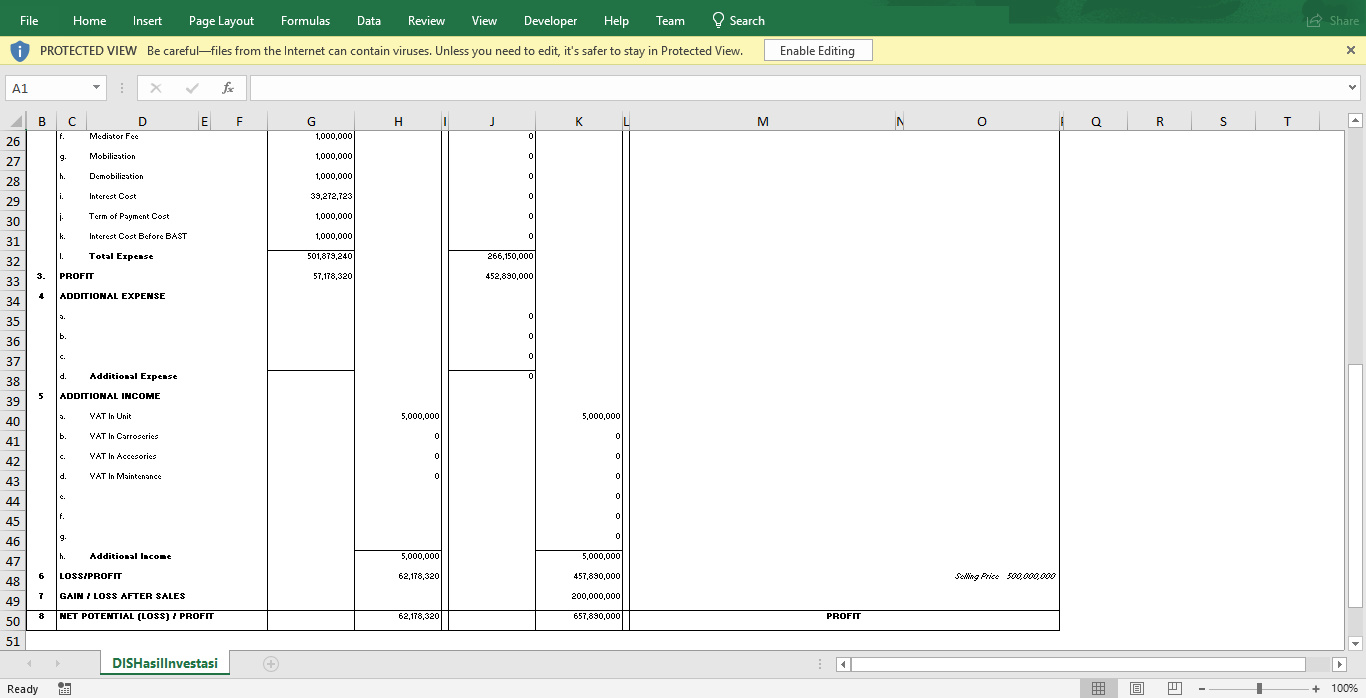 File Home Insert Page Layout Formulas Data Review View Developer Help Team Search Share
PROTECTED VIEW Be careful—files from the Internet can contain viruses. Unless you need to edit, it's safer to stay in Protected View. Enable Editing
A1 fx
B C D E F G H I J K L M N O P Q R S T
26 f. Mediator Fee 1,000,000 0
27 g. Mobilization 1,000,000 0
28 h. Demobilization 1,000,000 0
29 i. Interest Cost 39,272,723 0
30 j. Term of Payment Cost 1,000,000 0
31 k. Interest Cost Before BAST 1,000,000 0
32 l. Total Expense 501,879,240 266,150,000
33 3. PROFIT 57,178,320 452,890,000
34 4 ADDITIONAL EXPENSE
35 a. 0
36 b. 0
37 c. 0
38 d. Additional Expense 0
39 5 ADDITIONAL INCOME
40 a. VAT In Unit 5,000,000 5,000,000
41 b. VAT In Carroseries 0 0
42 c. VAT In Accesories 0 0
43 d. VAT In Maintenance 0 0
44 e. 0
45 f. 0
46 g. 0
47 h. Additional Income 5,000,000 5,000,000
48 6 LOSS/PROFIT 62,178,320 457,890,000 Selling Price 500,000,000
49 7 GAIN / LOSS AFTER SALES 200,000,000
50 8 NET POTENTIAL (LOSS) / PROFIT 62,178,320 657,890,000 PROFIT
51
DISHasilInvestasi
Ready 100%